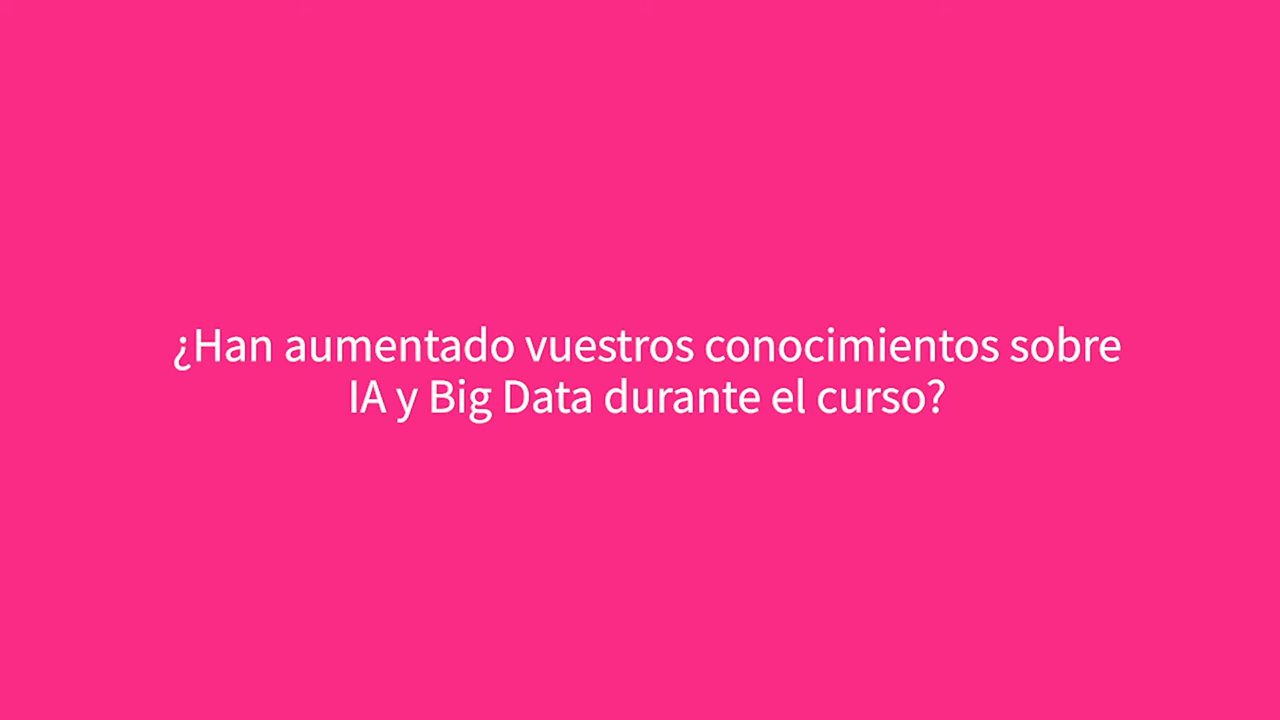 ¿Han aumentado vuestros conocimientos sobre
IA y Big Data durante el curso?